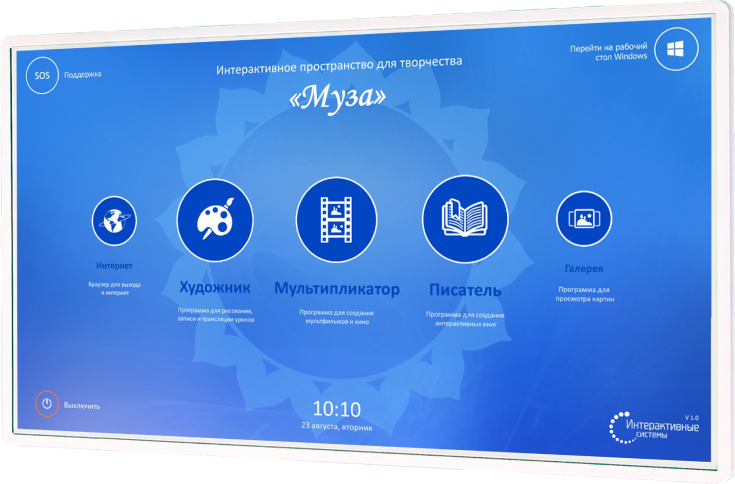 SOS
Поддержка
Интерактивное пространство для творчества
«Муза»
Перейти на рабочий
стол Windows
Интернет
Браузер для выхода
в интернет
Художник
Программа для рисования,
записи и трансляции уроков
Мультипликатор
Программа для создания
мультфильмов и кино
Писатель
Программа для создания
интерактивных книг
Галерея
Программа для
просмотра картин
Выключить
10:10
23 августа, вторник
V 1.0
Интерактивные
системы